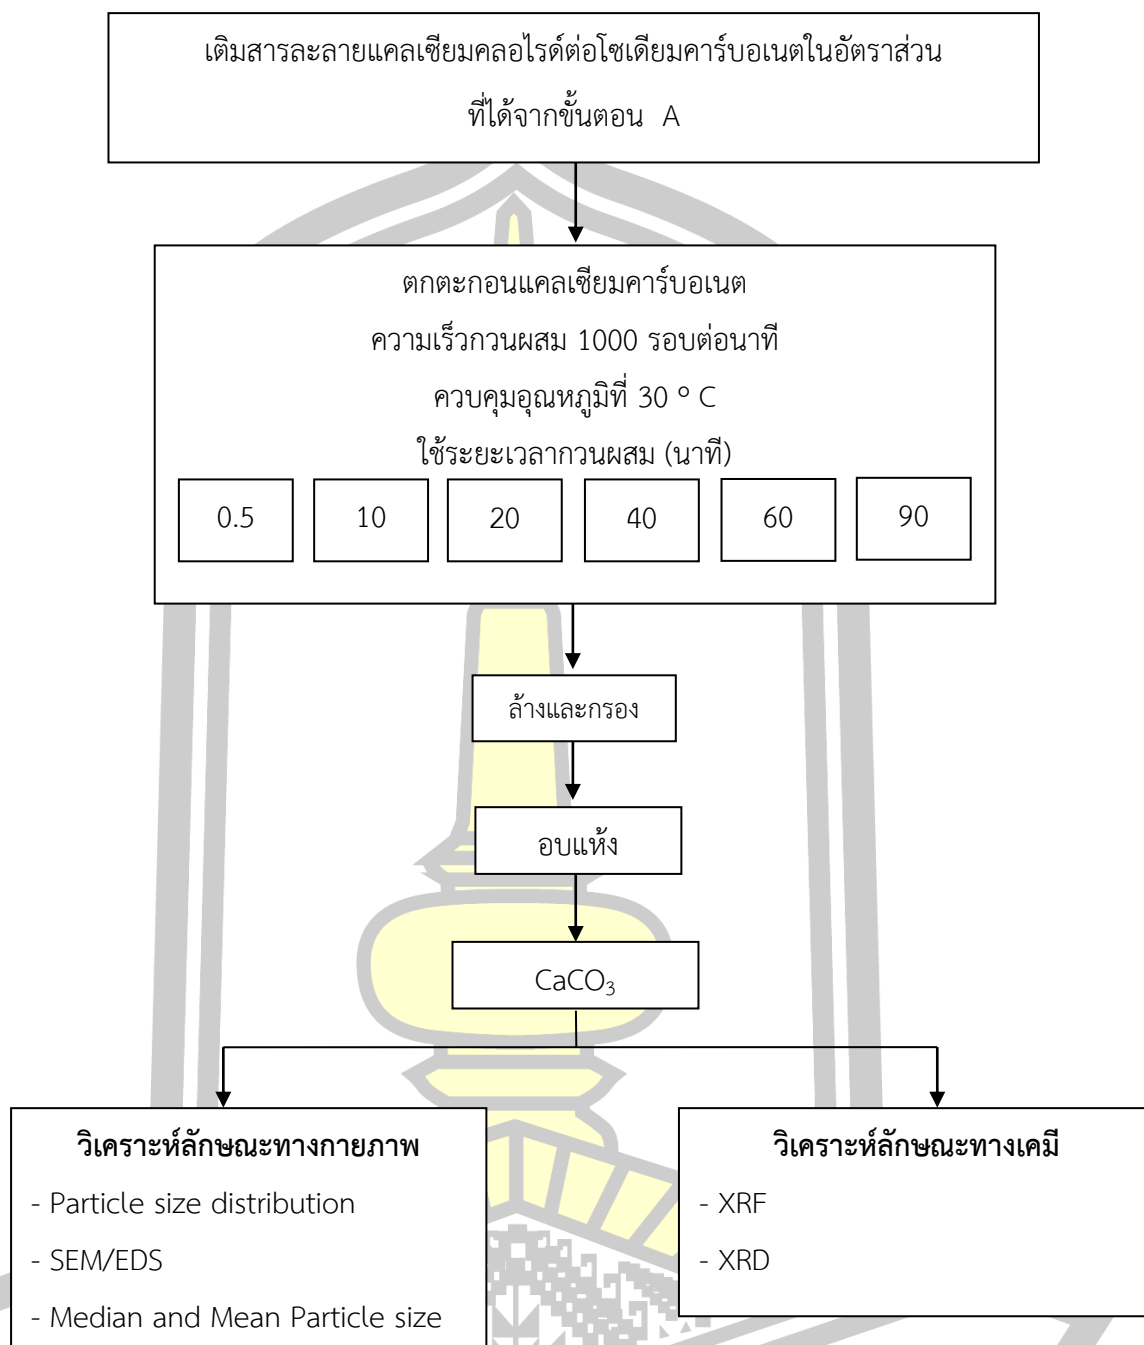 เติมสารละลายแคลเซียมคลอไรด์ต่อโซเดียมคาร์บอเนตในอัตราส่วน
ที่ได้จากขั้นตอน A
ตกตะกอนแคลเซียมคาร์บอเนต
ความเร็วกวนผสม 1000 รอบต่อนาที
ควบคุมอุณหภูมิที่ 30 º C
ใช้ระยะเวลากวนผสม (นาที)
0.5 10 20 40 60 90
ล้างและกรอง
อบแห้ง
CaCO₃
วิเคราะห์ลักษณะทางกายภาพ
- Particle size distribution
- SEM/EDS
- Median and Mean Particle size
วิเคราะห์ลักษณะทางเคมี
- XRF
- XRD